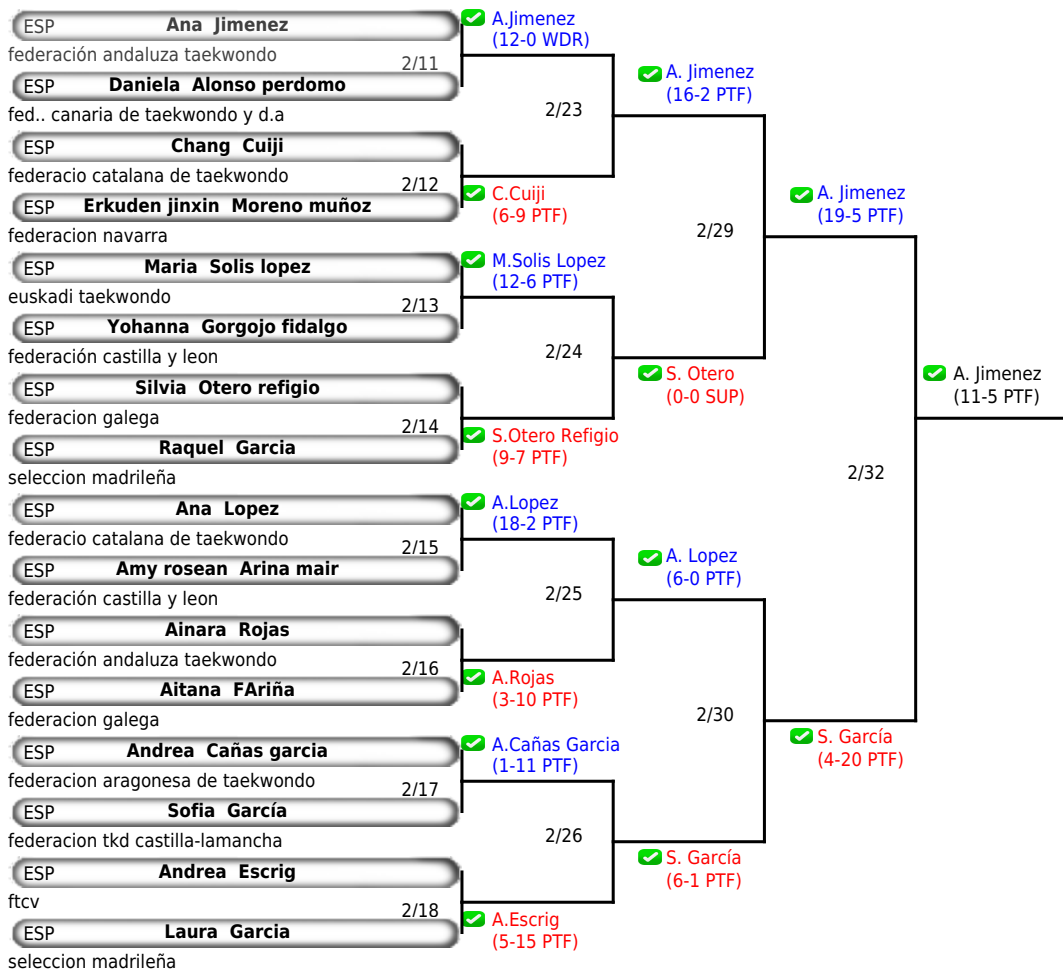 ESP Ana Jimenez
federación andaluza taekwondo
2/11
ESP Daniela Alonso perdomo
fed.. canaria de taekwondo y d.a
ESP Chang Cuiji
federacio catalana de taekwondo
2/12
ESP Erkuden jinxin Moreno muñoz
federacion navarra
ESP Maria Solis lopez
euskadi taekwondo
2/13
ESP Yohanna Gorgojo fidalgo
federación castilla y leon
ESP Silvia Otero refigio
federacion galega
2/14
ESP Raquel Garcia
seleccion madrileña
ESP Ana Lopez
federacio catalana de taekwondo
2/15
ESP Amy rosean Arina mair
federación castilla y leon
ESP Ainara Rojas
federación andaluza taekwondo
2/16
ESP Aitana FAriña
federacion galega
ESP Andrea Cañas garcia
federacion aragonesa de taekwondo
2/17
ESP Sofia García
federacion tkd castilla-lamancha
ESP Andrea Escrig
ftcv
2/18
ESP Laura Garcia
seleccion madrileña
A.Jimenez
(12-0 WDR)
2/23
C.Cuiji
(6-9 PTF)
M.Solis Lopez
(12-6 PTF)
2/24
S.Otero Refigio
(9-7 PTF)
A.Lopez
(18-2 PTF)
2/25
A.Rojas
(3-10 PTF)
A.Cañas Garcia
(1-11 PTF)
2/26
A.Escrig
(5-15 PTF)
A. Jimenez
(16-2 PTF)
2/29
S. Otero
(0-0 SUP)
A. Lopez
(6-0 PTF)
2/30
S. García
(6-1 PTF)
A. Jimenez
(19-5 PTF)
2/32
S. García
(4-20 PTF)
A. Jimenez
(11-5 PTF)